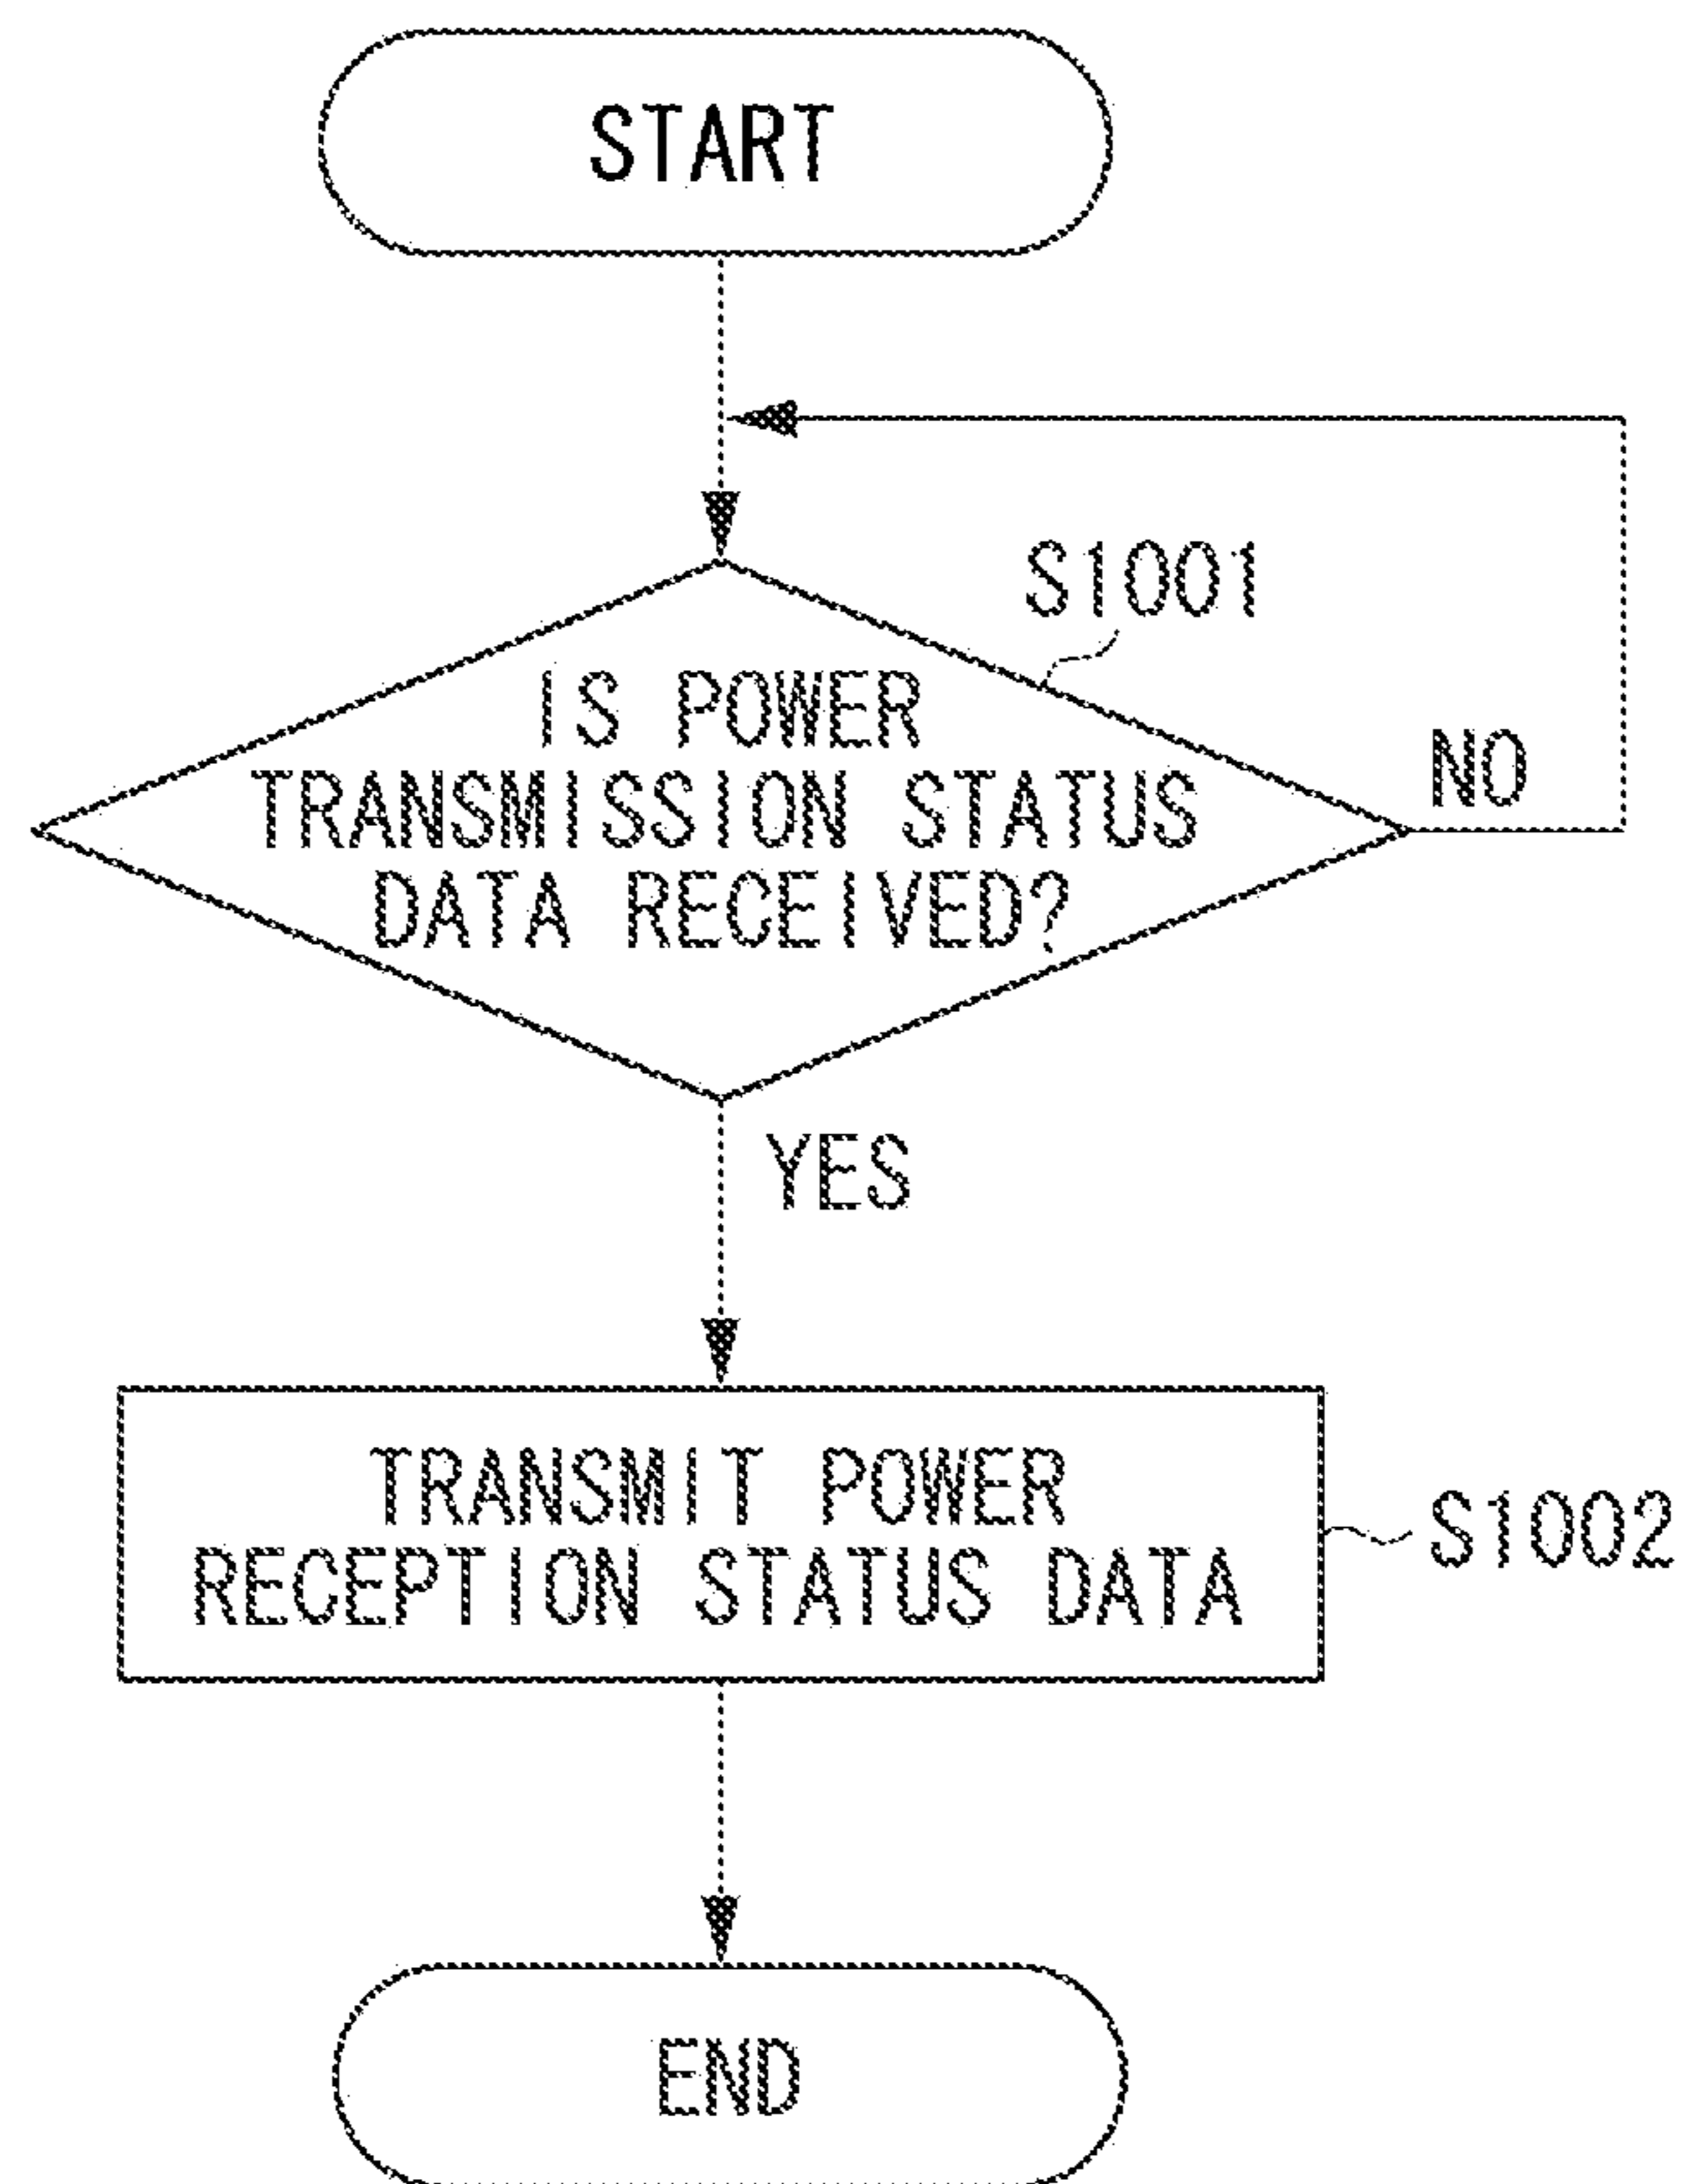 START
S1001
IS POWER
TRANSMISSION STATUS
DATA RECEIVED?
NO
YES
TRANSMIT POWER
RECEPTION STATUS DATA
S1002
END